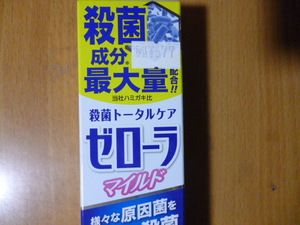 殺菌
成分
最大量配合!!
当社ハミガキ比
殺菌トータルケア
ゼローラ
マイルド
様々な原因菌を
殺菌